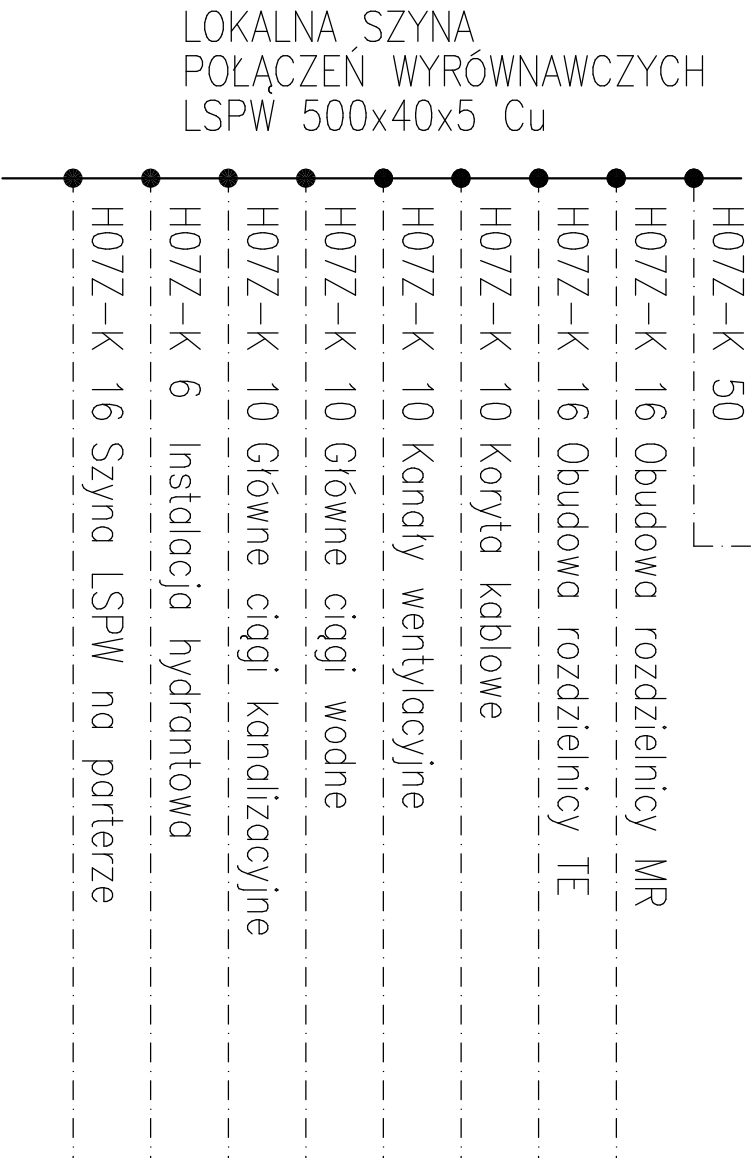 LOKALNA SZYNA
POŁĄCZEŃ WYRÓWNAWCZYCH
LSPW 500x40x5 Cu
H07Z-K 16 Szyna LSPW na parterze
H07Z-K 6 Instalacja hydrantowa
H07Z-K 10 Główne ciągi kanalizacyjne
H07Z-K 10 Główne ciągi wodne
H07Z-K 10 Kanały wentylacyjne
H07Z-K 10 Koryta kablowe
H07Z-K 16 Obudowa rozdzielnicy TE
H07Z-K 16 Obudowa rozdzielnicy MR
H07Z-K 50